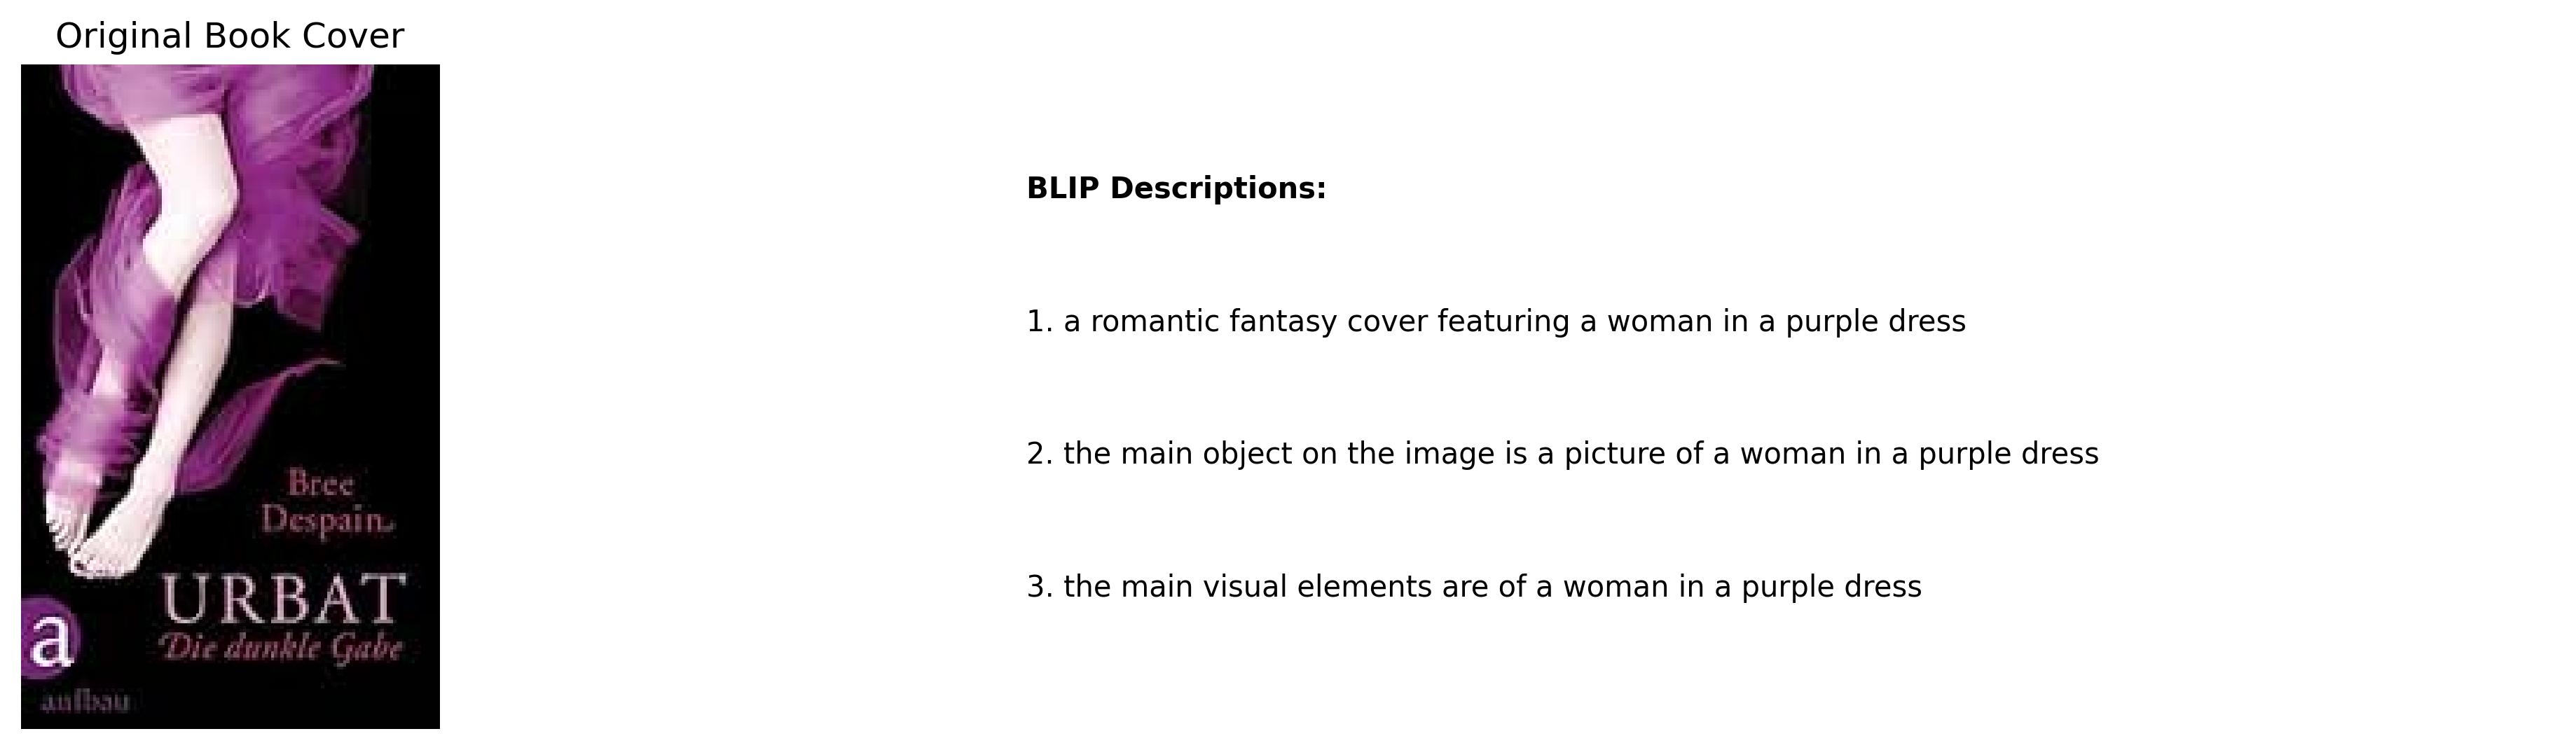 Original Book Cover
Bree
Despain
URBAT
Die dunkle Gabe
a
aufbau
BLIP Descriptions:
1. a romantic fantasy cover featuring a woman in a purple dress
2. the main object on the image is a picture of a woman in a purple dress
3. the main visual elements are of a woman in a purple dress